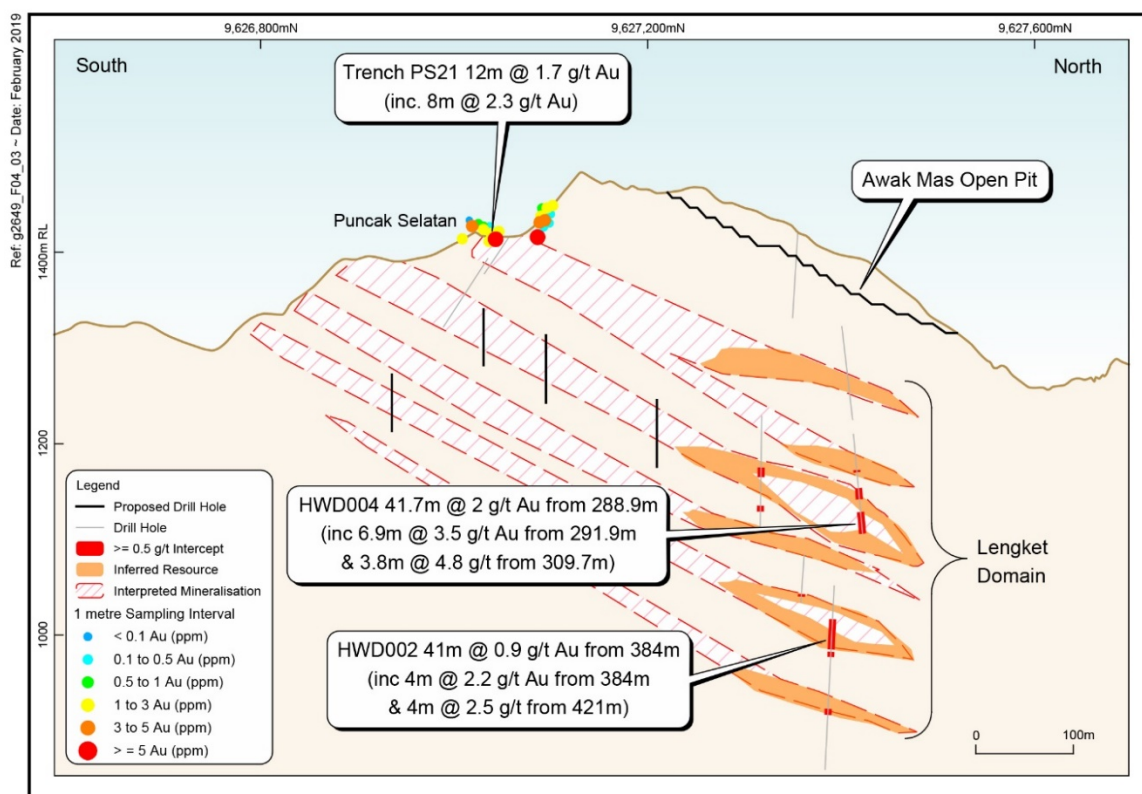 Ref: g2649_F04_03 ~ Date: February 2019
9,626,800mN
9,627,200mN
9,627,600mN
South
North
Trench PS21 12m @ 1.7 g/t Au
(inc. 8m @ 2.3 g/t Au)
Awak Mas Open Pit
Puncak Selatan
1400m RL
1200
1000
HWD004 41.7m @ 2 g/t Au from 288.9m
(inc 6.9m @ 3.5 g/t Au from 291.9m
& 3.8m @ 4.8 g/t from 309.7m)
Lengket
Domain
HWD002 41m @ 0.9 g/t Au from 384m
(inc 4m @ 2.2 g/t Au from 384m
& 4m @ 2.5 g/t from 421m)
Legend
Proposed Drill Hole
Drill Hole
>= 0.5 g/t Intercept
Inferred Resource
Interpreted Mineralisation
1 metre Sampling Interval
< 0.1 Au (ppm)
0.1 to 0.5 Au (ppm)
0.5 to 1 Au (ppm)
1 to 3 Au (ppm)
3 to 5 Au (ppm)
> = 5 Au (ppm)
0
100m